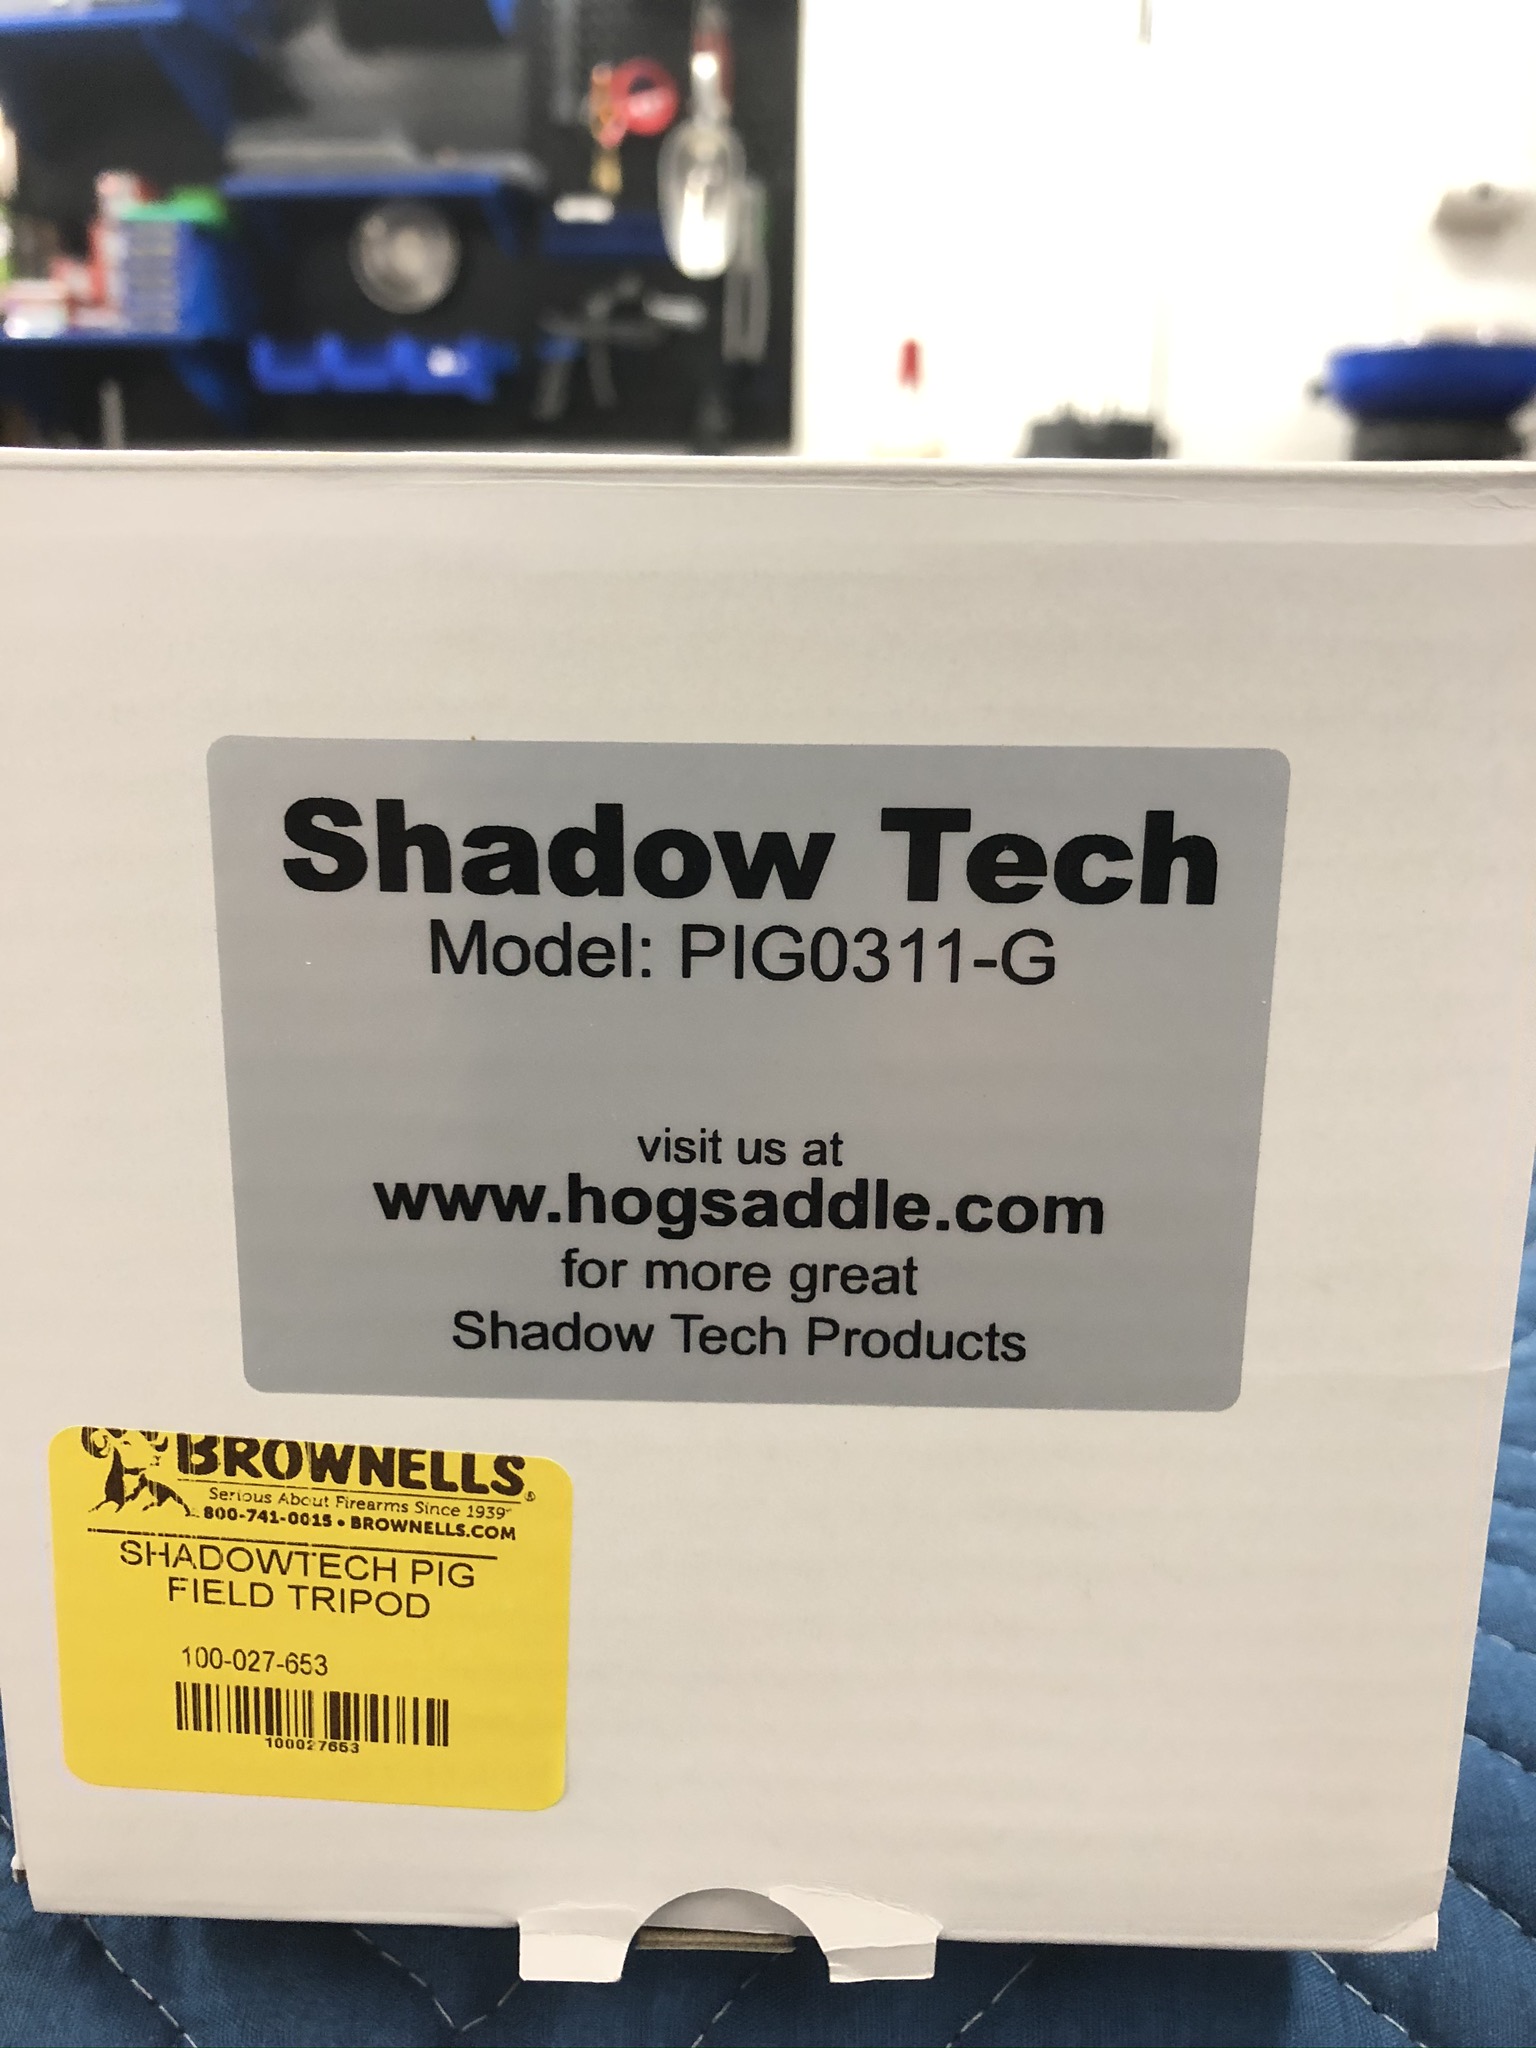 Shadow Tech
Model: PIG0311-G
visit us at
www.hogsaddle.com
for more great
Shadow Tech Products
BROWNELLS®
Serious About Firearms Since 1939™
800-741-0015 • BROWNELLS.COM
SHADOWTECH PIG
FIELD TRIPOD
100-027-653
100027653